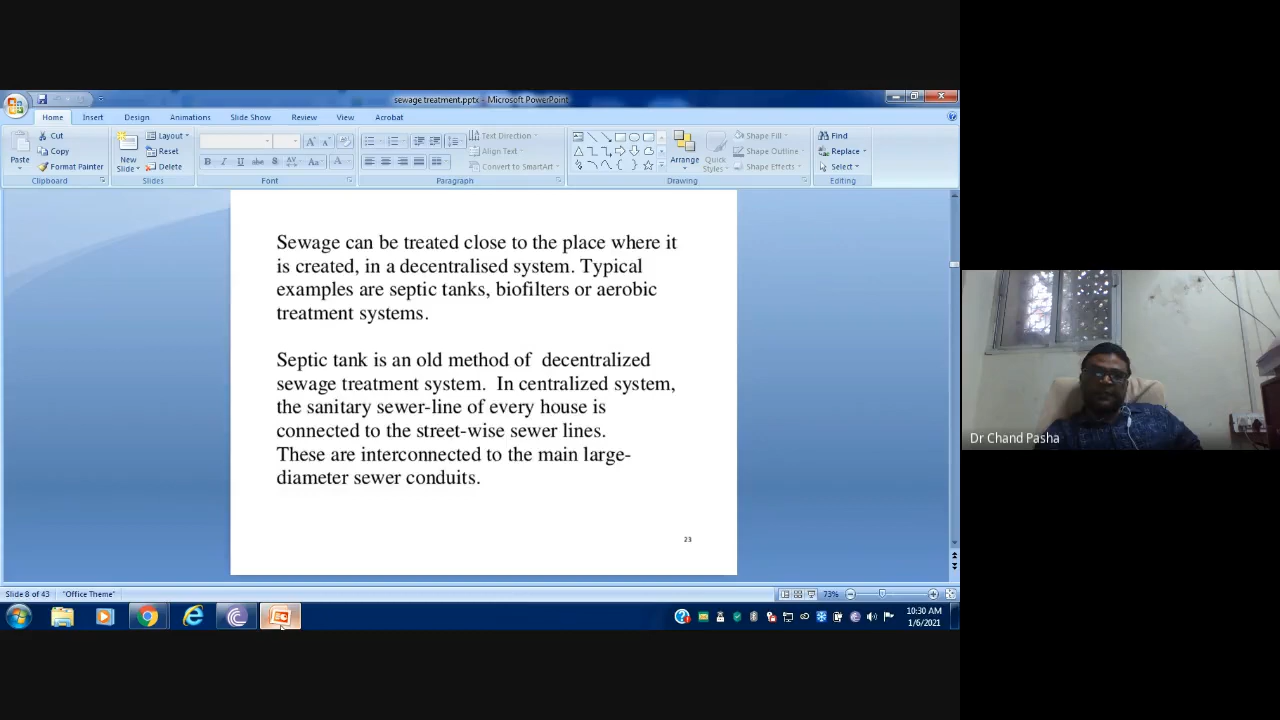 sewage treatment.pptx - Microsoft PowerPoint
Home Insert Design Animations Slide Show Review View Acrobat
Paste
Cut
Copy
Format Painter
Clipboard
New Slide
Layout
Reset
Delete
Slides
Font
Text Direction
Align Text
Convert to SmartArt
Paragraph
Arrange
Quick Styles
Shape Fill
Shape Outline
Shape Effects
Drawing
Find
Replace
Select
Editing
Sewage can be treated close to the place where it
is created, in a decentralised system. Typical
examples are septic tanks, biofilters or aerobic
treatment systems.
Septic tank is an old method of decentralized
sewage treatment system. In centralized system,
the sanitary sewer-line of every house is
connected to the street-wise sewer lines.
These are interconnected to the main large-
diameter sewer conduits.
23
Dr Chand Pasha
Slide 8 of 43 "Office Theme" 73%
10:30 AM
1/6/2021